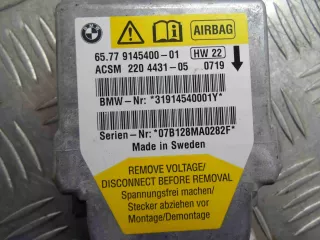 AIRBAG
65.77 9145400-01 HW 22
ACSM 220 4431-05 0719
BMW-Nr: *31914540001Y*
Serien-Nr: *07B128MA0282F*
Made in Sweden
REMOVE VOLTAGE/
DISCONNECT BEFORE REMOVAL
Spannungsfrei machen/
Stecker abziehen vor
Montage/Demontage